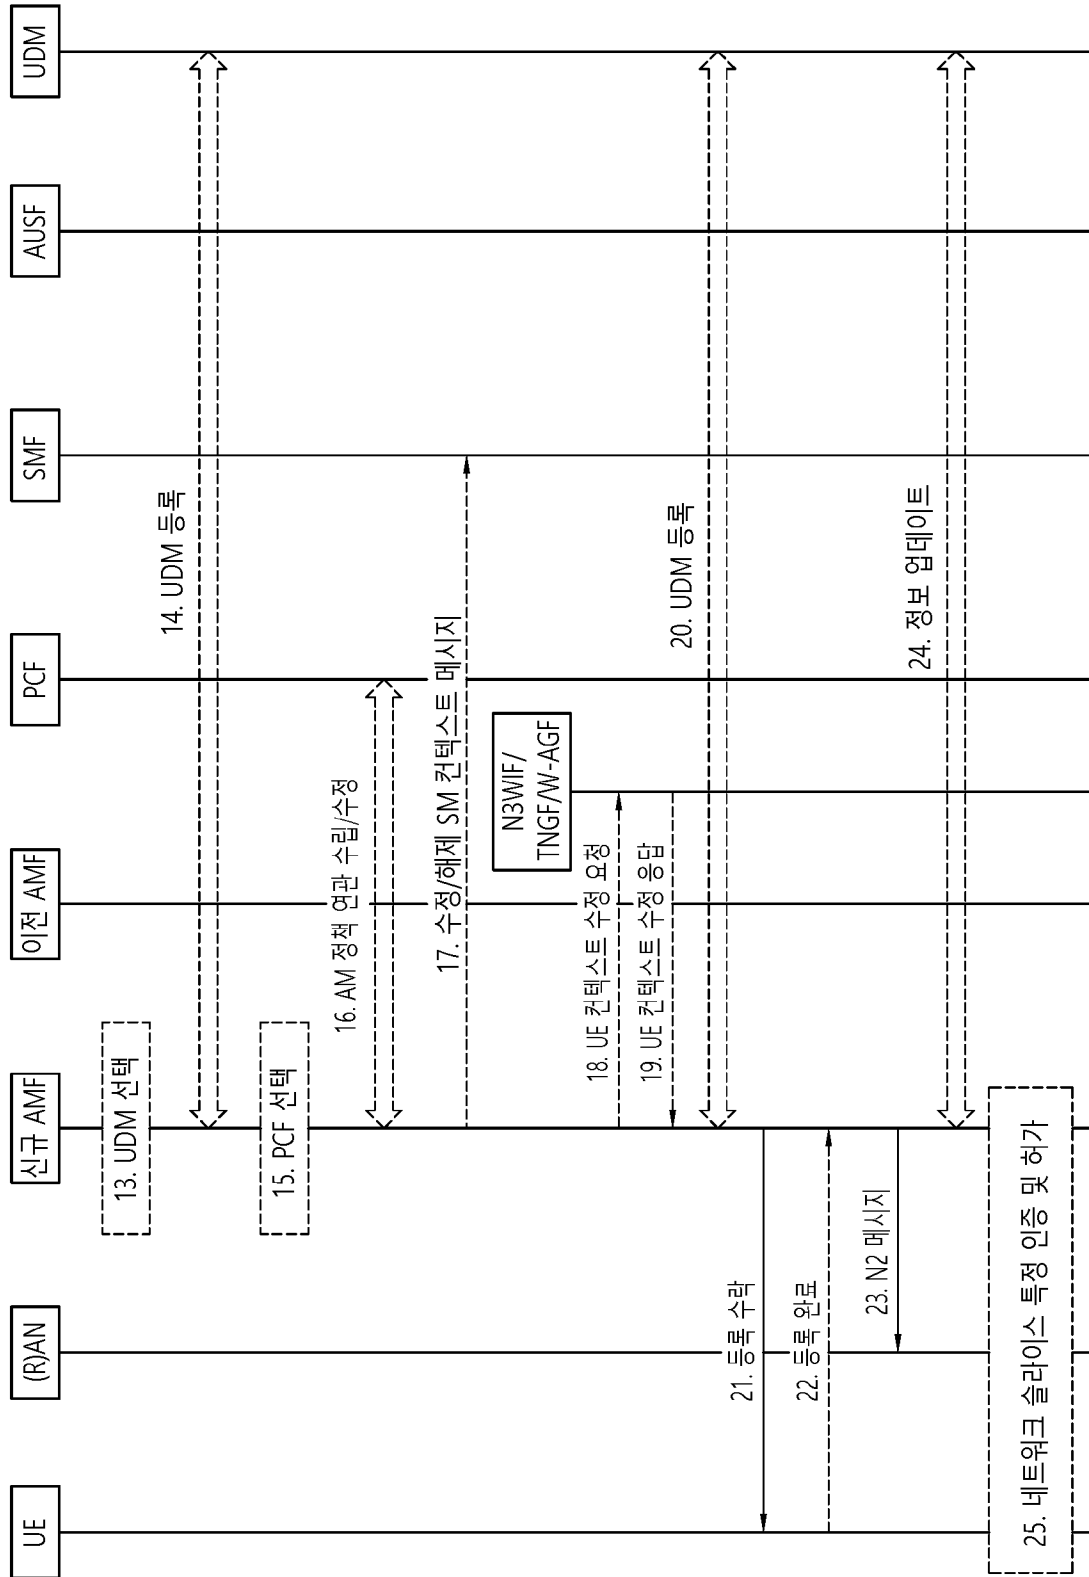 UE
(R)AN
신규 AMF
이전 AMF
PCF
SMF
AUSF
UDM
13. UDM 선택
14. UDM 등록
15. PCF 선택
16. AM 정책 연관 수립/수정
17. 수정/해제 SM 컨텍스트 메시지
N3WIF/
TNGF/W-AGF
18. UE 컨텍스트 수정 요청
19. UE 컨텍스트 수정 응답
20. UDM 등록
21. 등록 수락
22. 등록 완료
23. N2 메시지
24. 정보 업데이트
25. 네트워크 슬라이스 특정 인증 및 허가